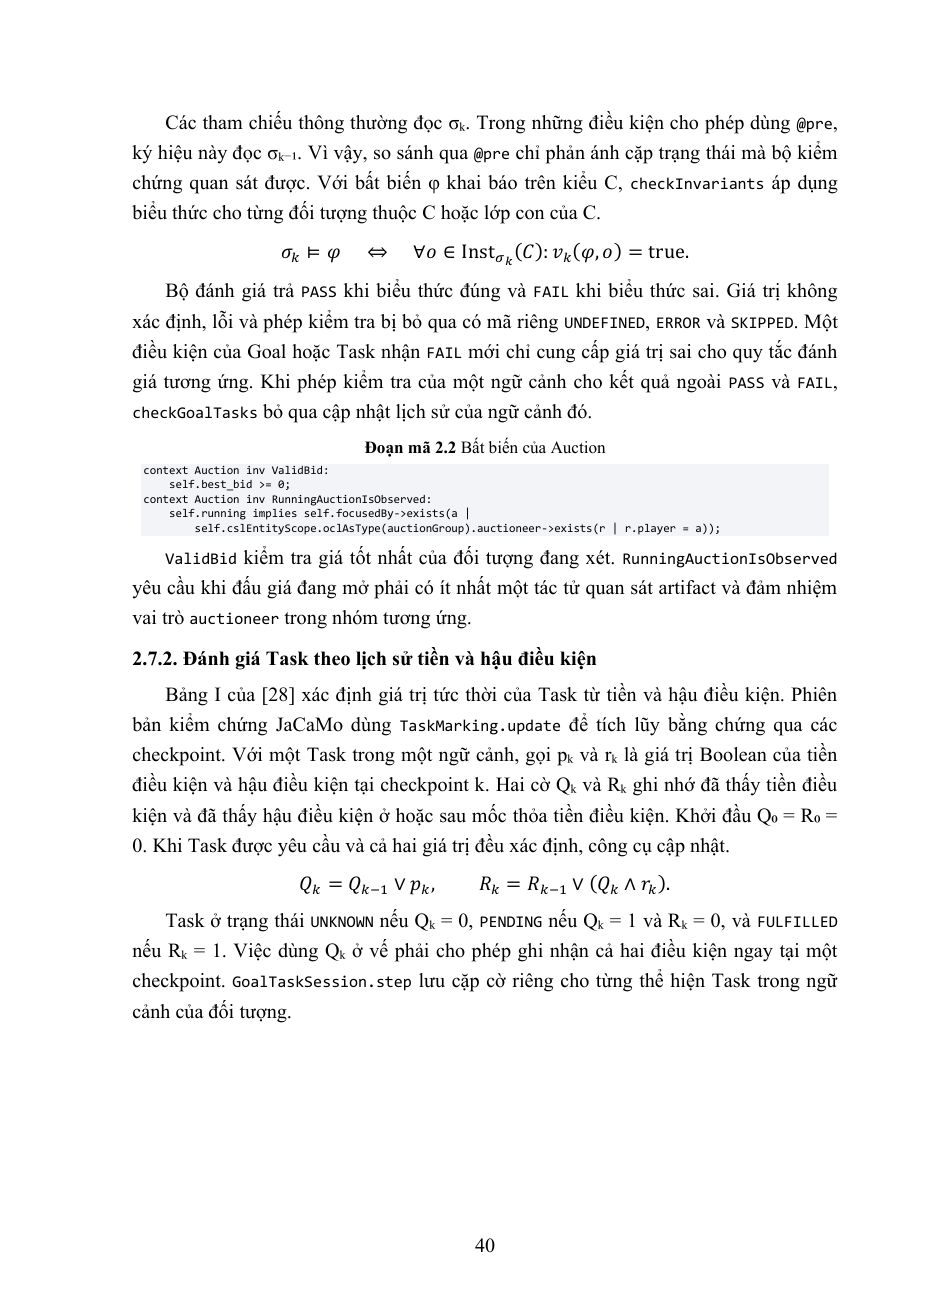 Các tham chiếu thông thường đọc σₖ. Trong những điều kiện cho phép dùng @pre,
ký hiệu này đọc σₖ₋₁. Vì vậy, so sánh qua @pre chỉ phản ánh cặp trạng thái mà bộ kiểm
chứng quan sát được. Với bất biến φ khai báo trên kiểu C, checkInvariants áp dụng
biểu thức cho từng đối tượng thuộc C hoặc lớp con của C.
σₖ ⊨ φ ⇔ ∀o ∈ Inst_{σₖ}(C): vₖ(φ, o) = true.
Bộ đánh giá trả PASS khi biểu thức đúng và FAIL khi biểu thức sai. Giá trị không
xác định, lỗi và phép kiểm tra bị bỏ qua có mã riêng UNDEFINED, ERROR và SKIPPED. Một
điều kiện của Goal hoặc Task nhận FAIL mới chỉ cung cấp giá trị sai cho quy tắc đánh
giá tương ứng. Khi phép kiểm tra của một ngữ cảnh cho kết quả ngoài PASS và FAIL,
checkGoalTasks bỏ qua cập nhật lịch sử của ngữ cảnh đó.
Đoạn mã 2.2 Bất biến của Auction
context Auction inv ValidBid:
    self.best_bid >= 0;
context Auction inv RunningAuctionIsObserved:
    self.running implies self.focusedBy->exists(a |
        self.cslEntityScope.oclAsType(auctionGroup).auctioneer->exists(r | r.player = a));
ValidBid kiểm tra giá tốt nhất của đối tượng đang xét. RunningAuctionIsObserved
yêu cầu khi đấu giá đang mở phải có ít nhất một tác tử quan sát artifact và đảm nhiệm
vai trò auctioneer trong nhóm tương ứng.
2.7.2. Đánh giá Task theo lịch sử tiền và hậu điều kiện
Bảng I của [28] xác định giá trị tức thời của Task từ tiền và hậu điều kiện. Phiên
bản kiểm chứng JaCaMo dùng TaskMarking.update để tích lũy bằng chứng qua các
checkpoint. Với một Task trong một ngữ cảnh, gọi pₖ và rₖ là giá trị Boolean của tiền
điều kiện và hậu điều kiện tại checkpoint k. Hai cờ Qₖ và Rₖ ghi nhớ đã thấy tiền điều
kiện và đã thấy hậu điều kiện ở hoặc sau mốc thỏa tiền điều kiện. Khởi đầu Q₀ = R₀ =
0. Khi Task được yêu cầu và cả hai giá trị đều xác định, công cụ cập nhật.
Qₖ = Qₖ₋₁ ∨ pₖ, Rₖ = Rₖ₋₁ ∨ (Qₖ ∧ rₖ).
Task ở trạng thái UNKNOWN nếu Qₖ = 0, PENDING nếu Qₖ = 1 và Rₖ = 0, và FULFILLED
nếu Rₖ = 1. Việc dùng Qₖ ở vế phải cho phép ghi nhận cả hai điều kiện ngay tại một
checkpoint. GoalTaskSession.step lưu cặp cờ riêng cho từng thể hiện Task trong ngữ
cảnh của đối tượng.
40